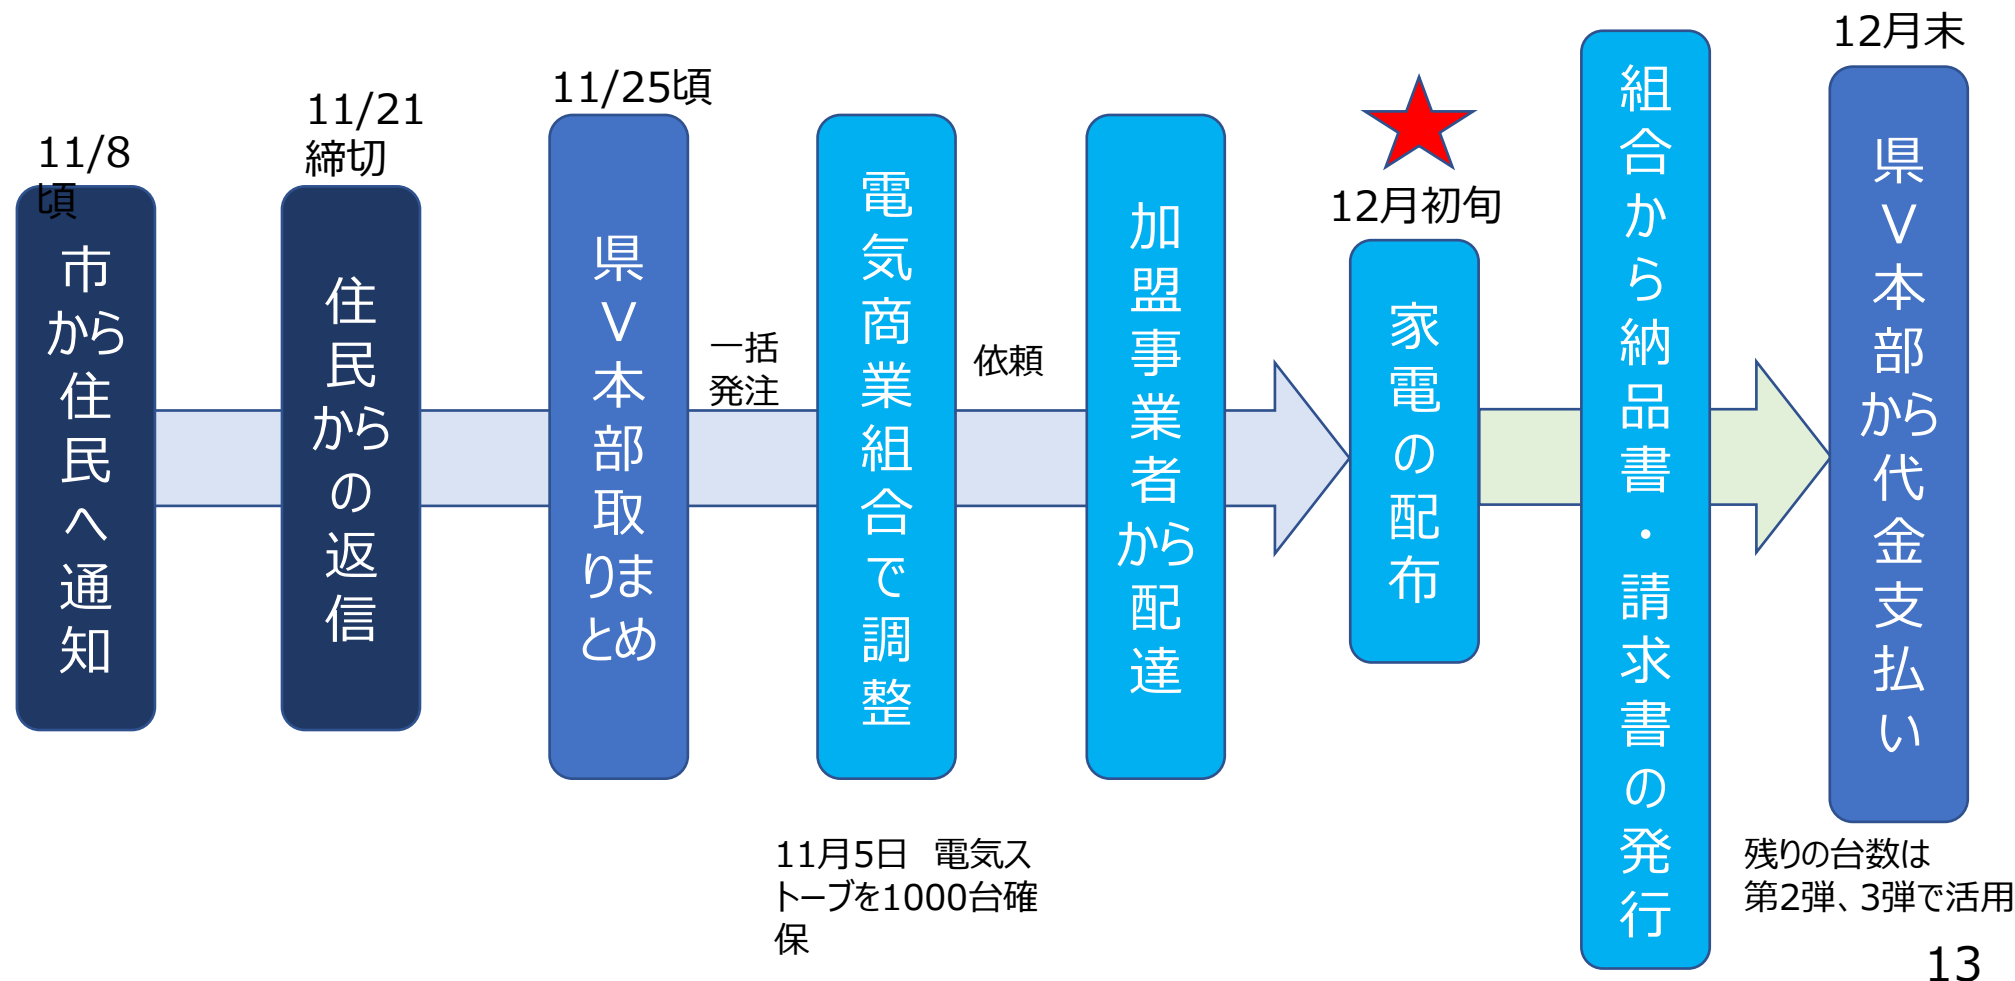 11/8
頃
市から住民へ通知
11/21
締切
住民からの返信
11/25頃
県V本部取りまとめ
一括
発注
電気商業組合で調整
11月5日　電気ス
トーブを1000台確
保
依頼
加盟事業者から配達
12月初旬
家電の配布
組合から納品書・請求書の発行
12月末
県V本部から代金支払い
残りの台数は
第2弾、3弾で活用
13